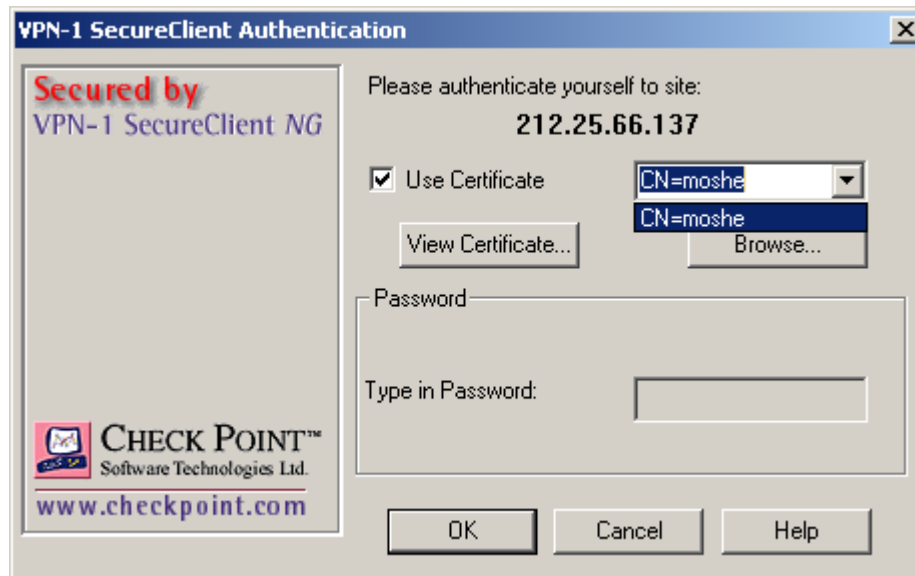 VPN-1 SecureClient Authentication
Secured by
VPN-1 SecureClient NG
CHECK POINT™
Software Technologies Ltd.
www.checkpoint.com
Please authenticate yourself to site:
212.25.66.137
Use Certificate
CN=moshe
CN=moshe
View Certificate...
Browse...
Password
Type in Password:
OK
Cancel
Help